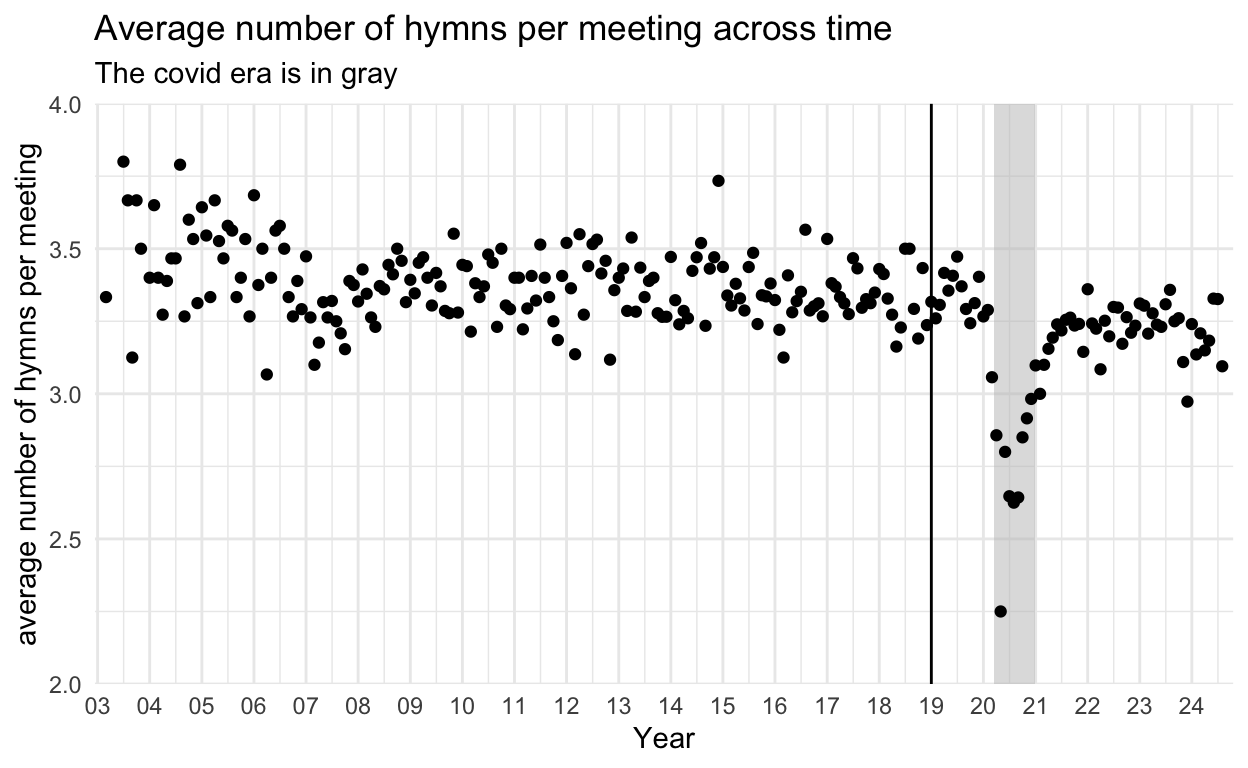 Average number of hymns per meeting across time
The covid era is in gray
average number of hymns per meeting
4.0
3.5
3.0
2.5
2.0
03 04 05 06 07 08 09 10 11 12 13 14 15 16 17 18 19 20 21 22 23 24
Year